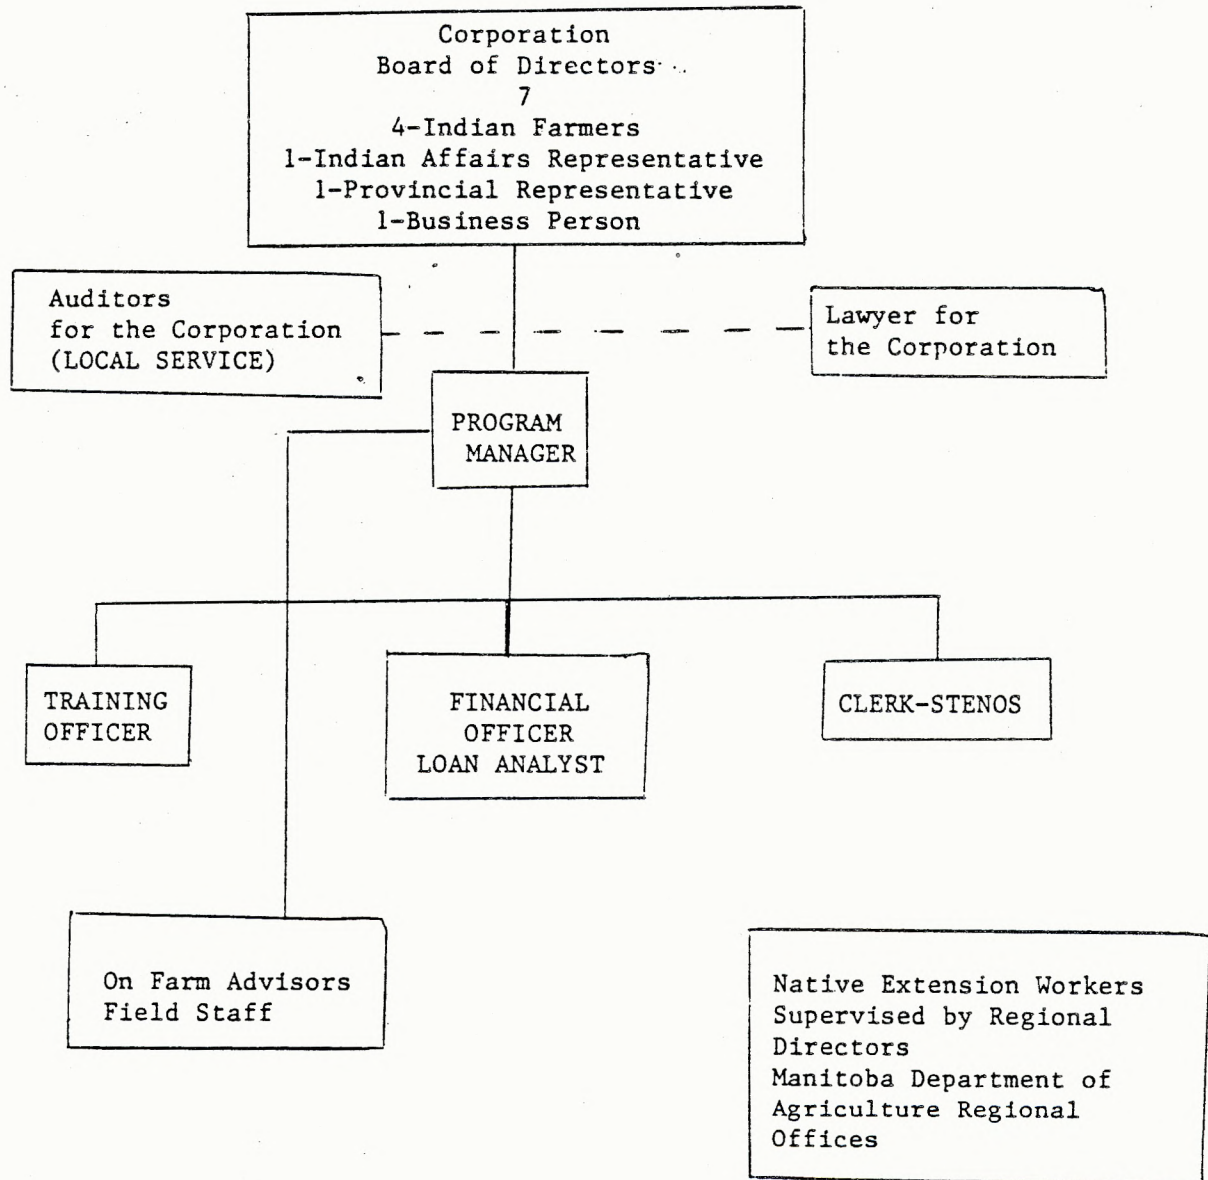 Corporation
Board of Directors
7
4-Indian Farmers
1-Indian Affairs Representative
1-Provincial Representative
1-Business Person
Auditors
for the Corporation
(LOCAL SERVICE)
Lawyer for
the Corporation
PROGRAM
MANAGER
TRAINING
OFFICER
FINANCIAL
OFFICER
LOAN ANALYST
CLERK-STENOS
On Farm Advisors
Field Staff
Native Extension Workers
Supervised by Regional
Directors
Manitoba Department of
Agriculture Regional
Offices